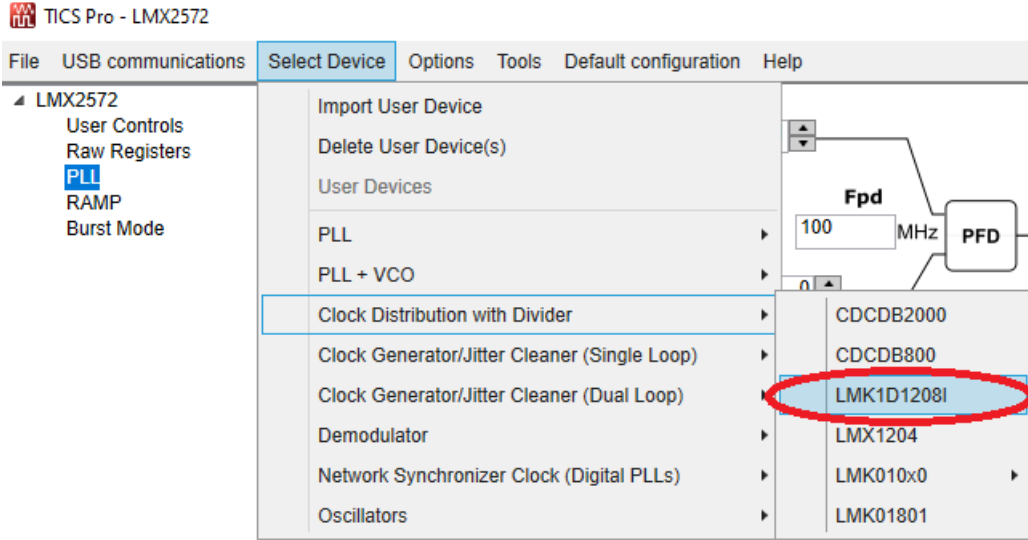 TICS Pro - LMX2572
File USB communications Select Device Options Tools Default configuration Help
LMX2572
User Controls
Raw Registers
PLL
RAMP
Burst Mode
Import User Device
Delete User Device(s)
User Devices
PLL
PLL + VCO
Clock Distribution with Divider
Clock Generator/Jitter Cleaner (Single Loop)
Clock Generator/Jitter Cleaner (Dual Loop)
Demodulator
Network Synchronizer Clock (Digital PLLs)
Oscillators
Fpd
100 MHz
PFD
0
CDCDB2000
CDCDB800
LMK1D1208I
LMX1204
LMK010x0
LMK01801